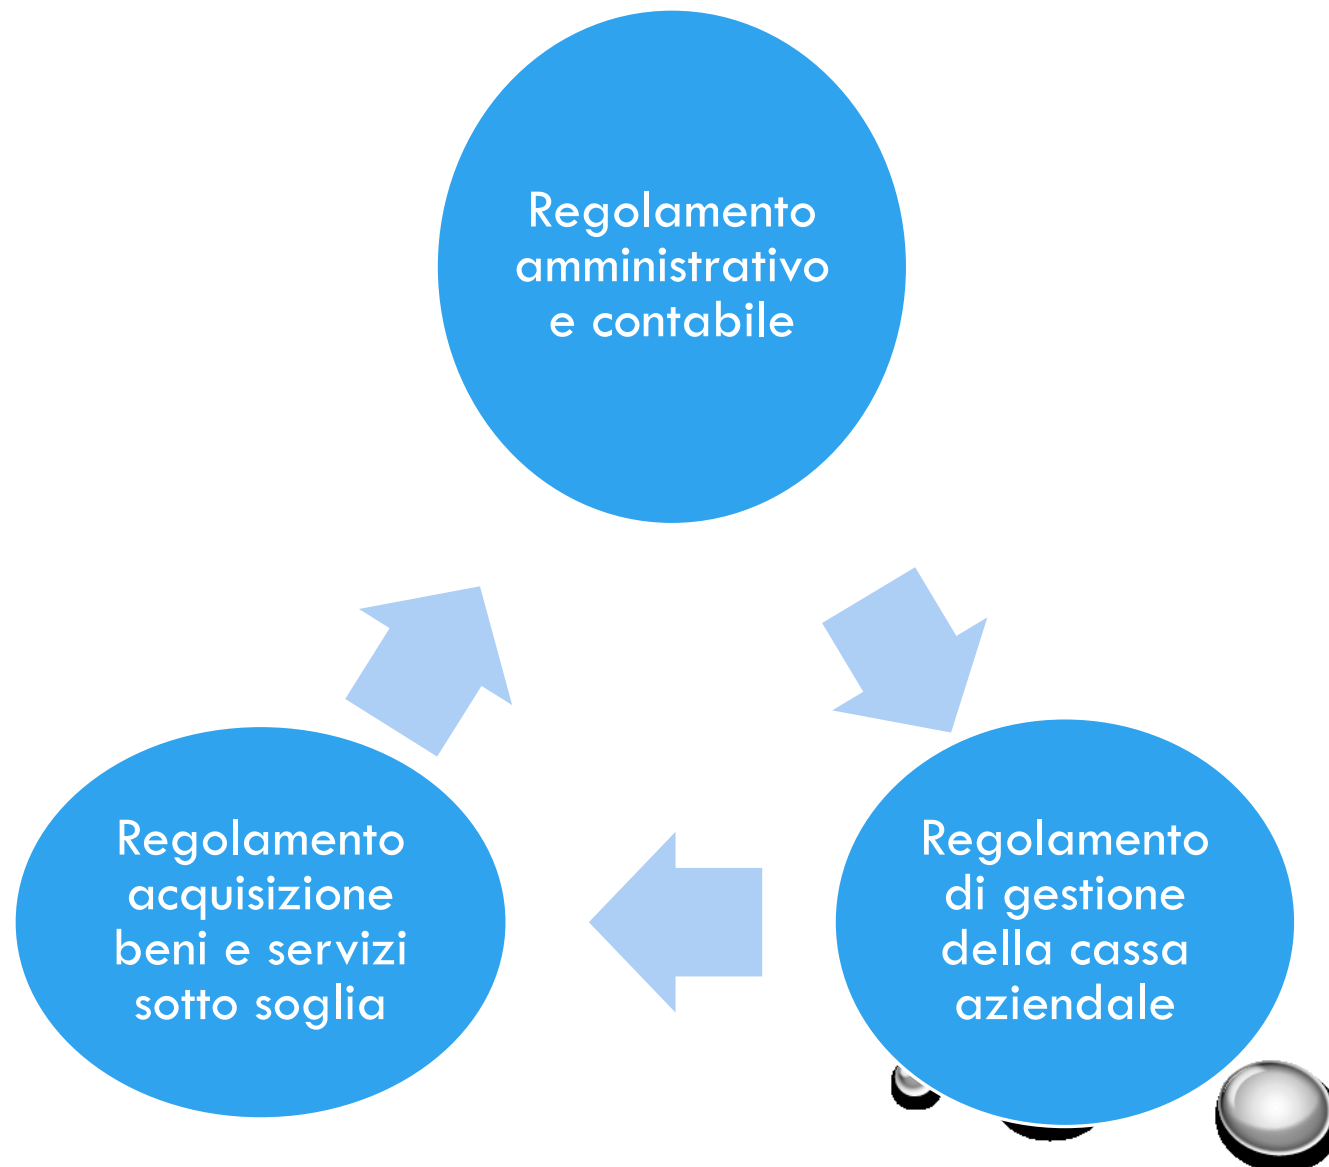 Regolamento
amministrativo
e contabile
Regolamento
di gestione
della cassa
aziendale
Regolamento
acquisizione
beni e servizi
sotto soglia